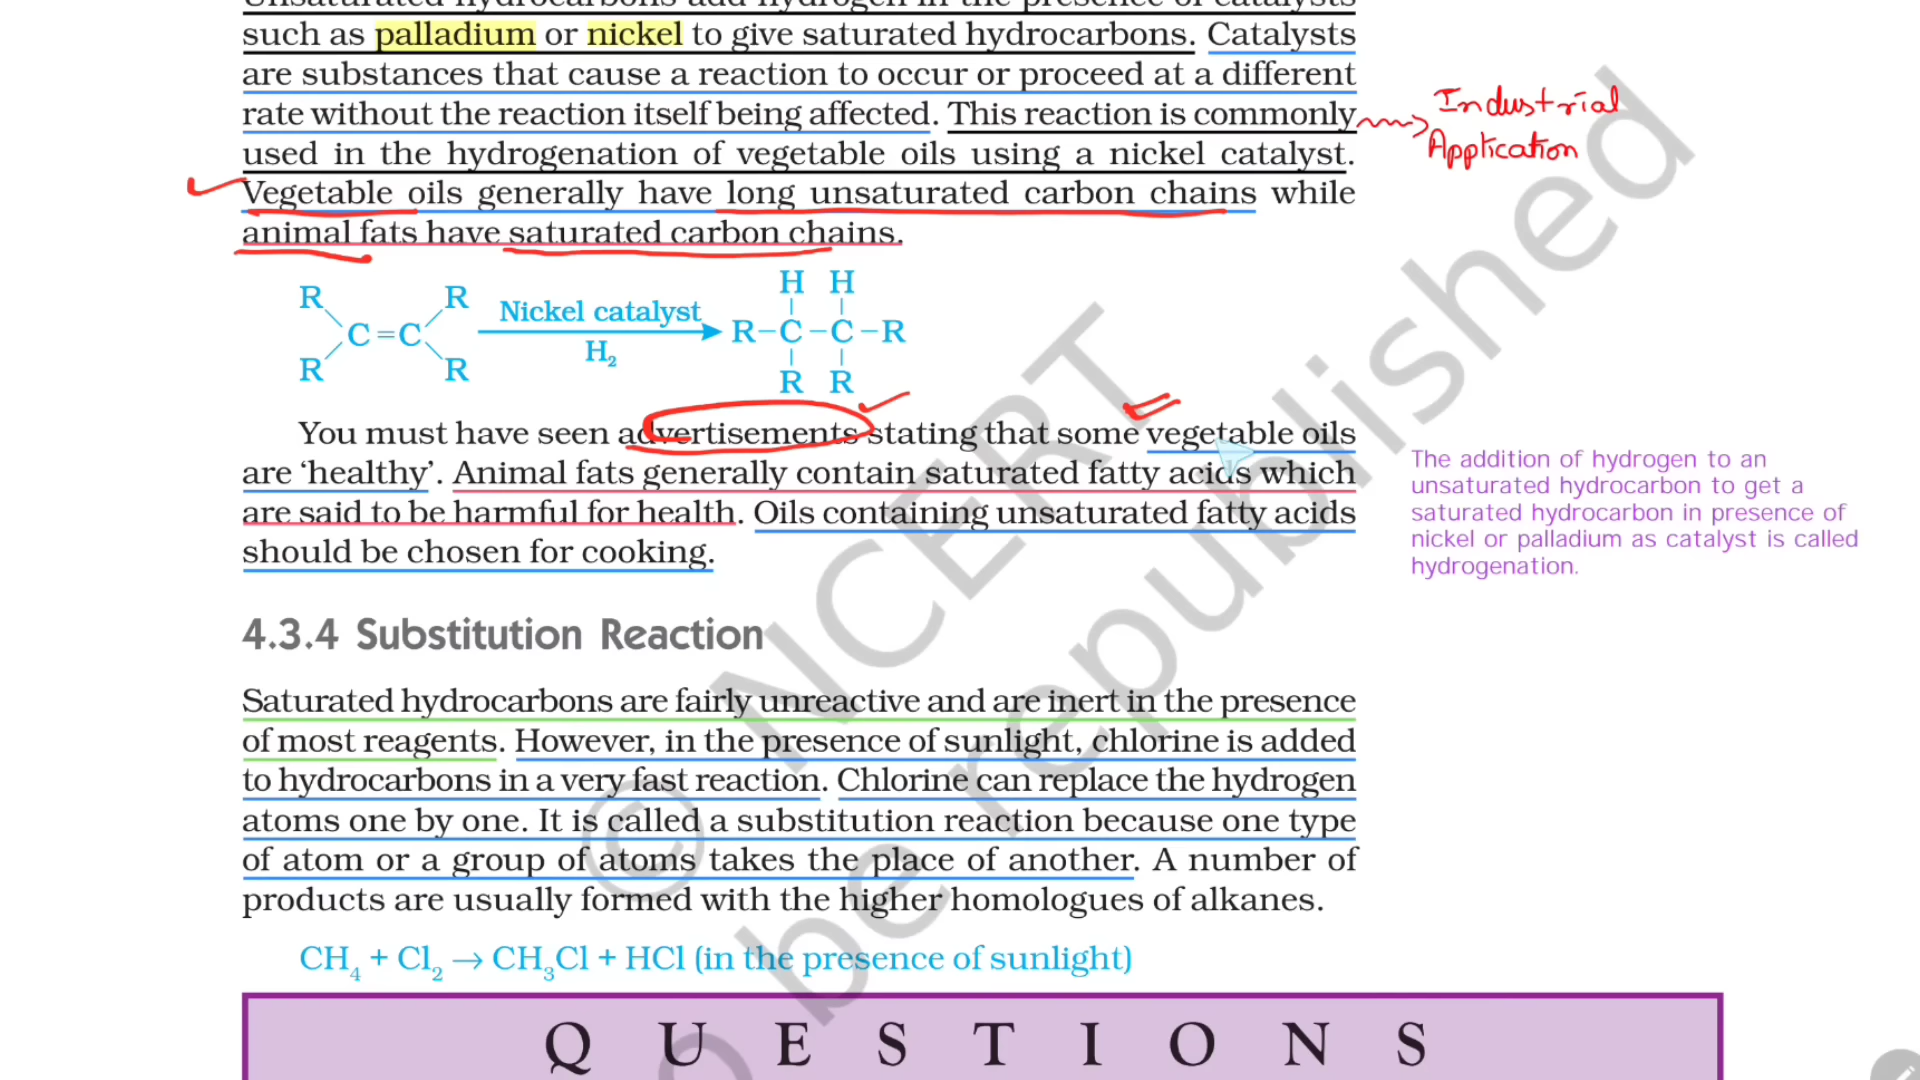 Unsaturated hydrocarbons add hydrogen in the presence of catalysts
such as palladium or nickel to give saturated hydrocarbons. Catalysts
are substances that cause a reaction to occur or proceed at a different
rate without the reaction itself being affected. This reaction is commonly
used in the hydrogenation of vegetable oils using a nickel catalyst.
Vegetable oils generally have long unsaturated carbon chains while
animal fats have saturated carbon chains.
Industrial
Application
H H
R R Nickel catalyst
C=C R–C–C–R
H₂
R R R R
You must have seen advertisements stating that some vegetable oils
are ‘healthy’. Animal fats generally contain saturated fatty acids which
are said to be harmful for health. Oils containing unsaturated fatty acids
should be chosen for cooking.
The addition of hydrogen to an
unsaturated hydrocarbon to get a
saturated hydrocarbon in presence of
nickel or palladium as catalyst is called
hydrogenation.
4.3.4 Substitution Reaction
Saturated hydrocarbons are fairly unreactive and are inert in the presence
of most reagents. However, in the presence of sunlight, chlorine is added
to hydrocarbons in a very fast reaction. Chlorine can replace the hydrogen
atoms one by one. It is called a substitution reaction because one type
of atom or a group of atoms takes the place of another. A number of
products are usually formed with the higher homologues of alkanes.
CH₄ + Cl₂ → CH₃Cl + HCl (in the presence of sunlight)
QUESTIONS
© NCERT
be republished